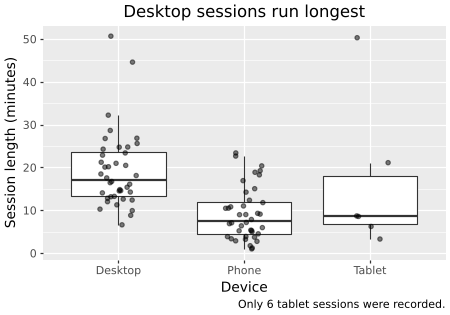 Desktop sessions run longest
Session length (minutes)
50
40
30
20
10
0
Desktop
Phone
Tablet
Device
Only 6 tablet sessions were recorded.